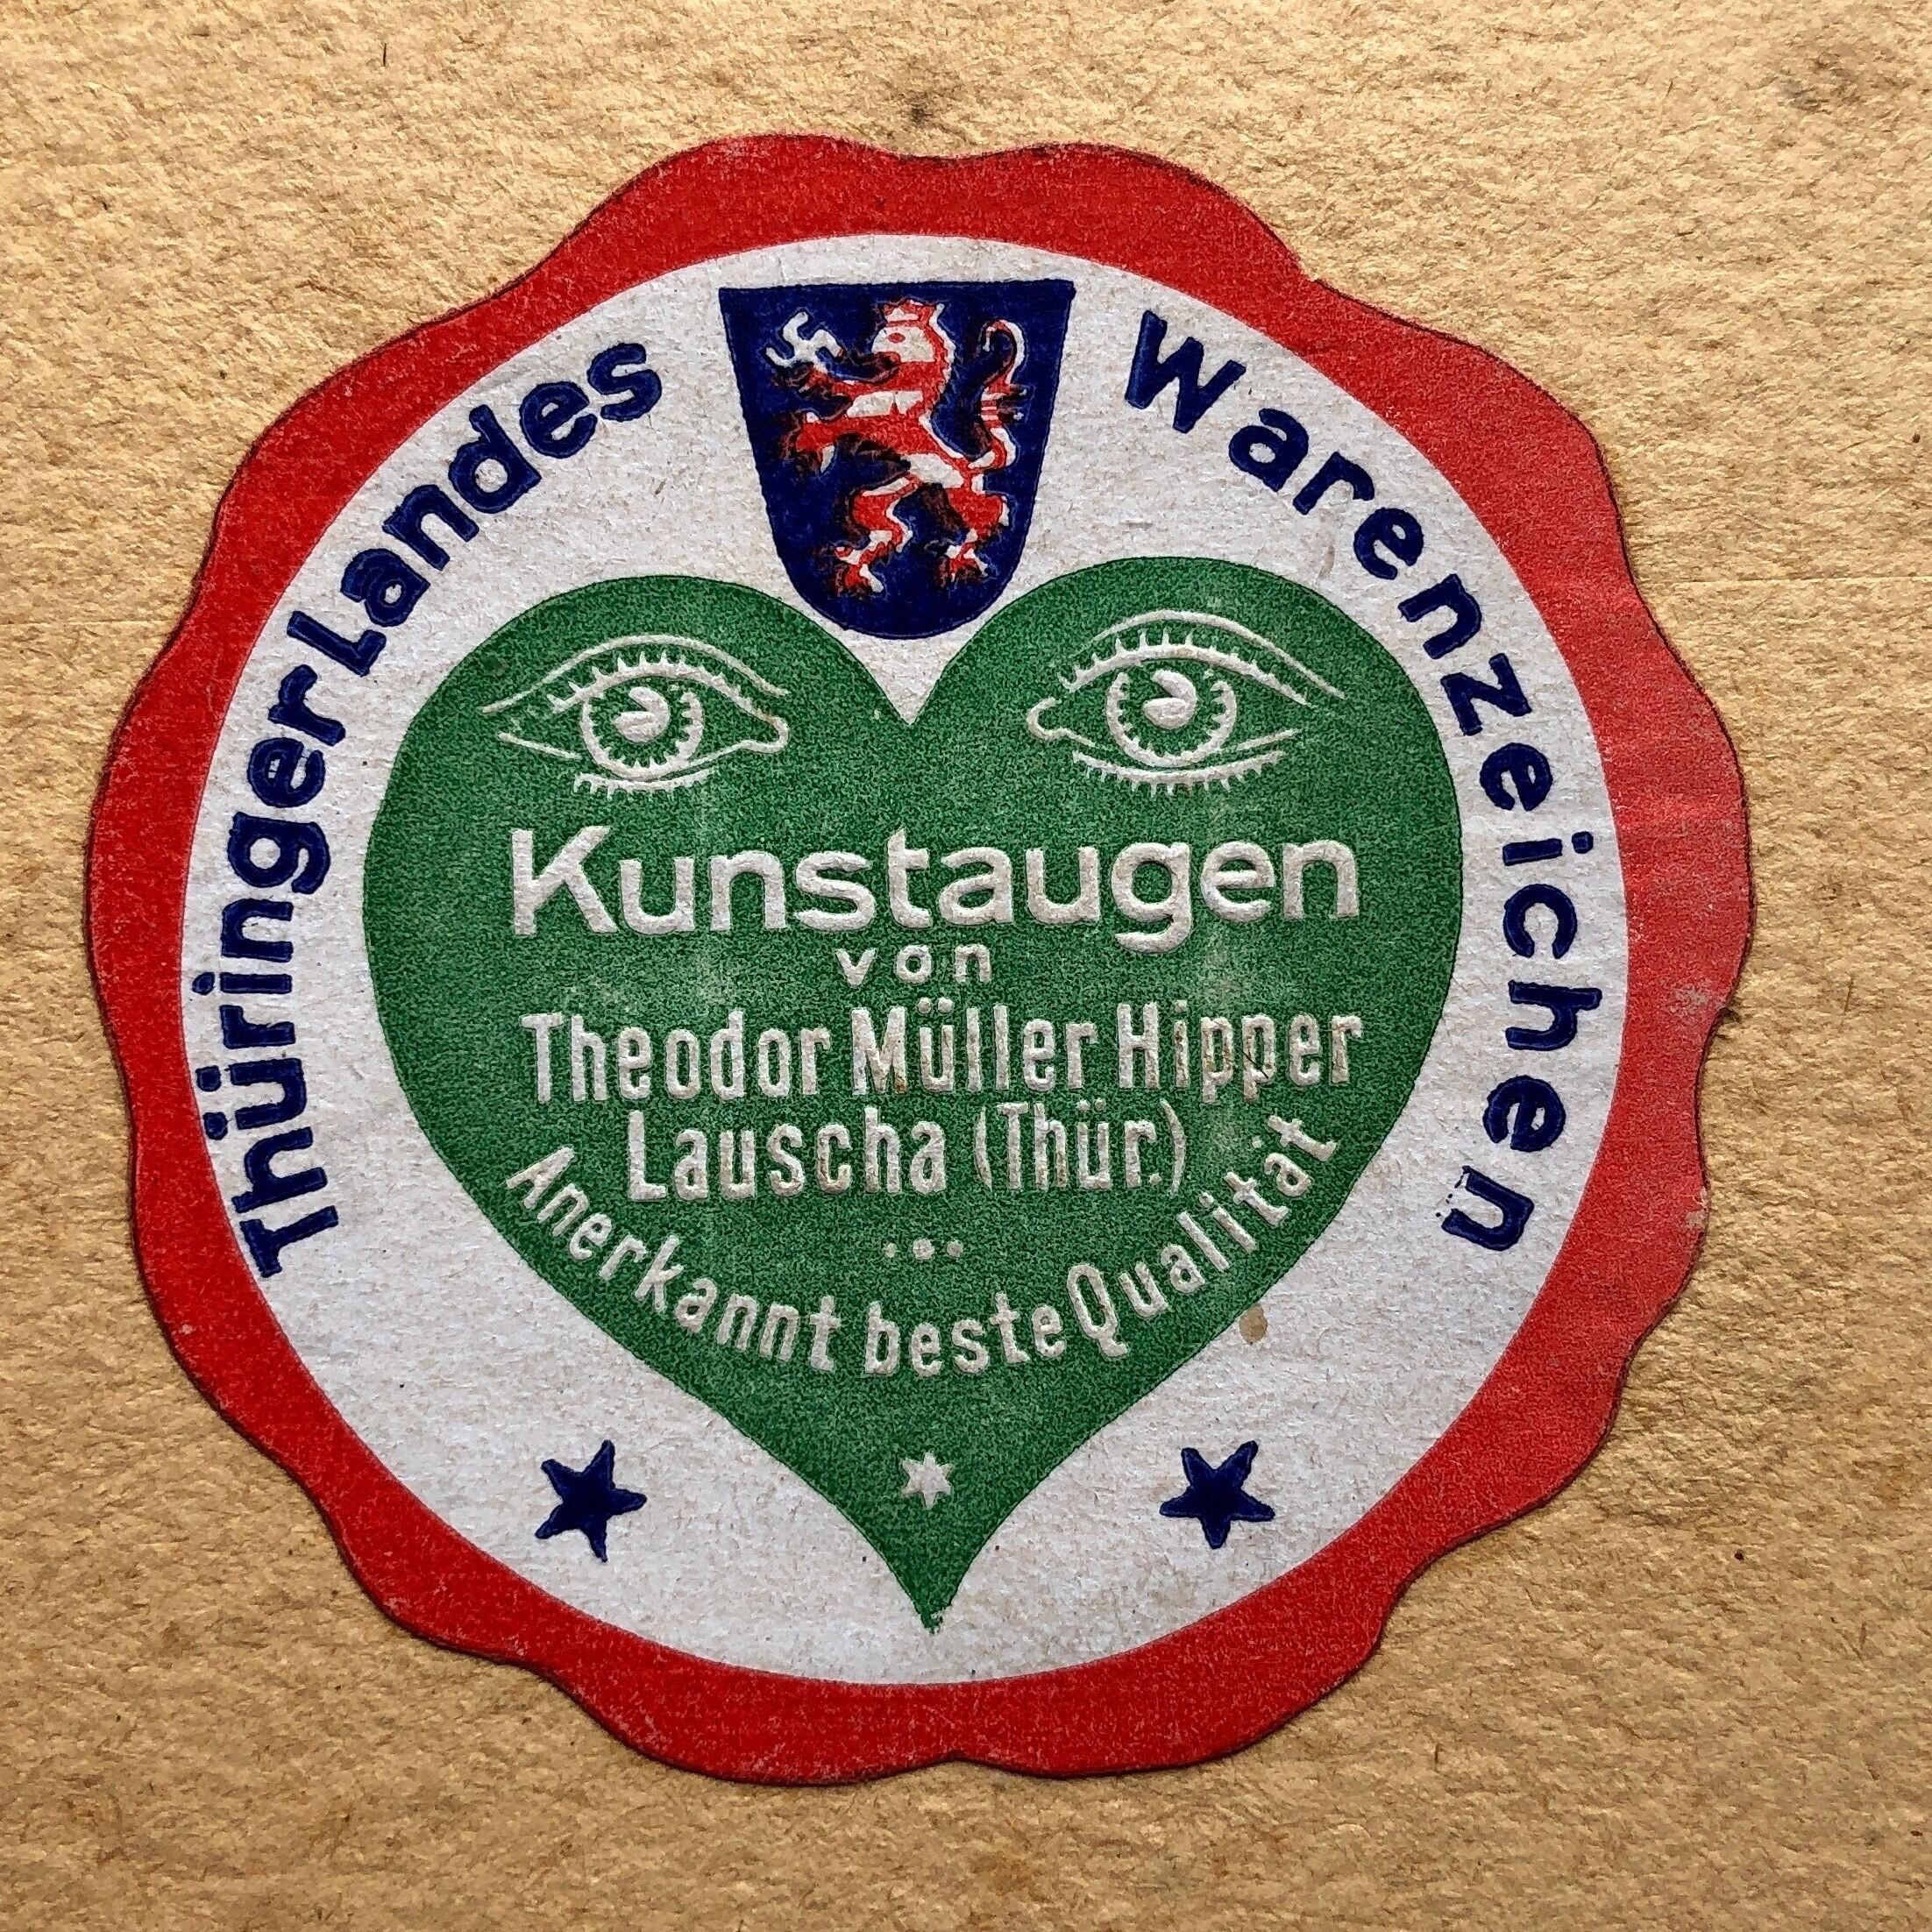 Thüringer Landes Warenzeichen
Kunstaugen
von
Theodor Müller Hipper
Lauscha (Thür.)
Anerkannt beste Qualität